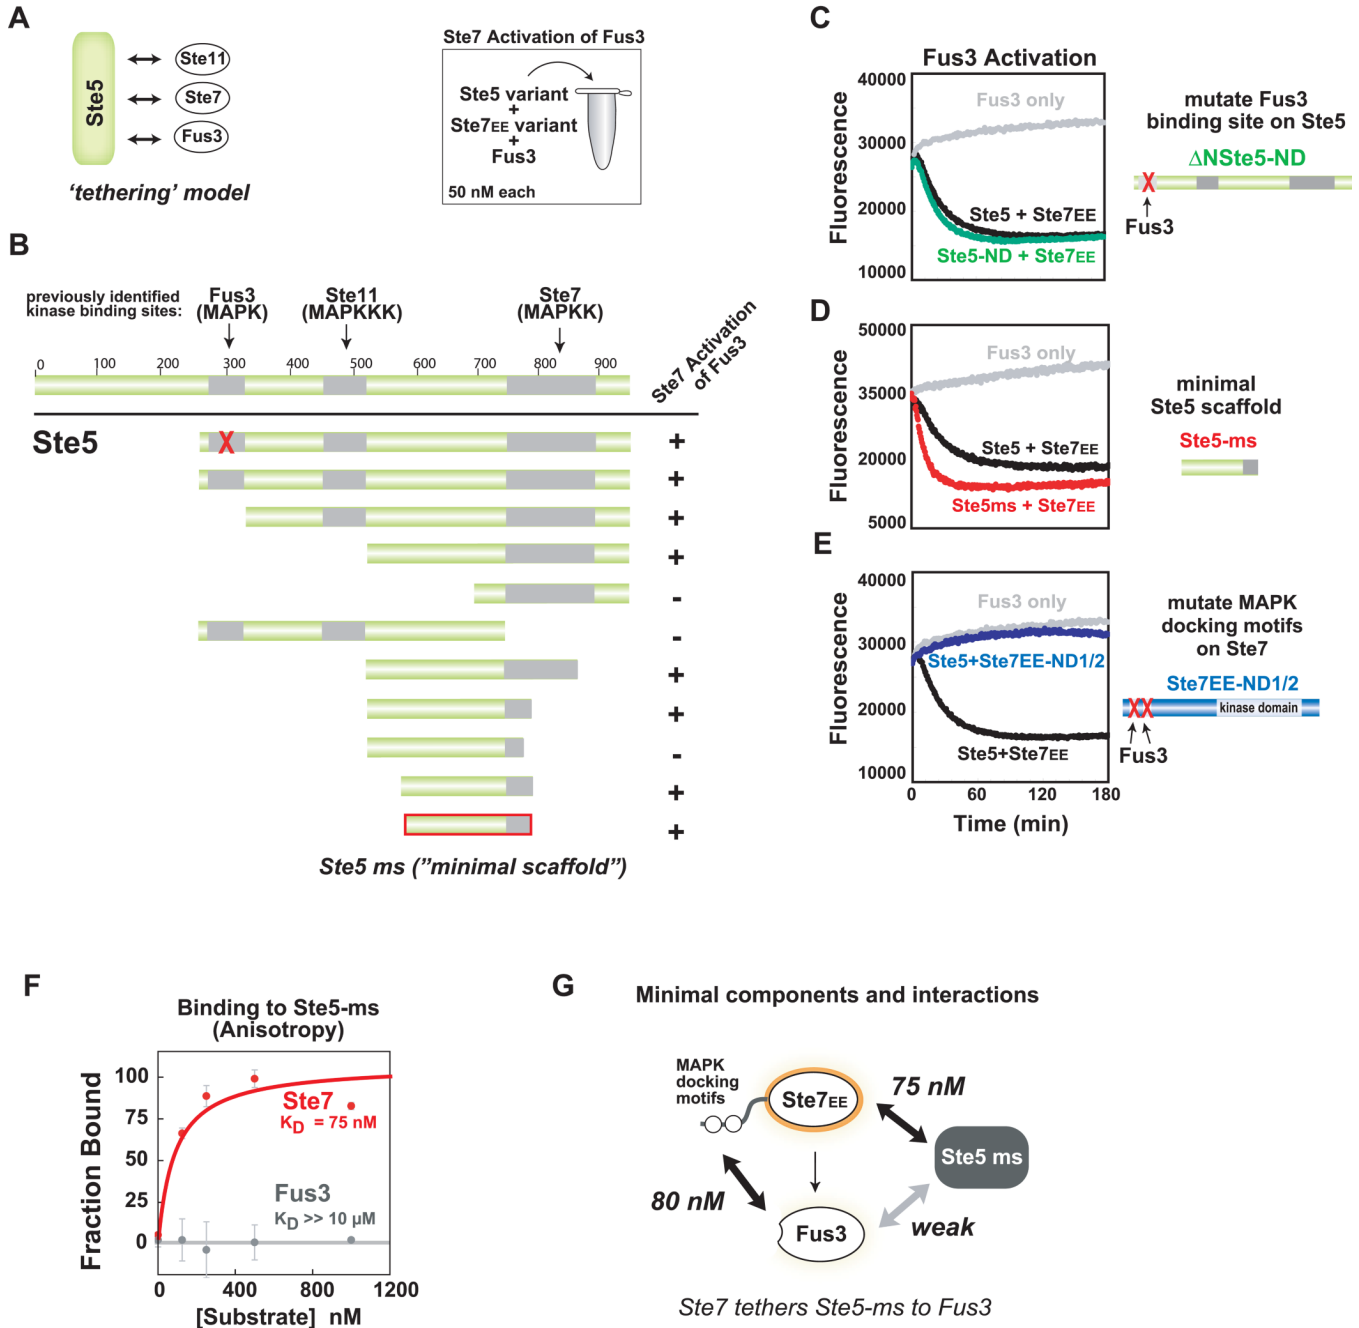 A
Ste5
Ste11
Ste7
Fus3
‘tethering’ model
Ste7 Activation of Fus3
Ste5 variant
+
Ste7EE variant
+
Fus3
50 nM each
B
previously identified
kinase binding sites:
Fus3
(MAPK)
Ste11
(MAPKKK)
Ste7
(MAPKK)
Ste7 Activation
of Fus3
0 100 200 300 400 500 600 700 800 900
Ste5
+
+
+
+
-
-
+
+
-
+
+
Ste5 ms ("minimal scaffold")
C
Fus3 Activation
Fluorescence
40000
30000
20000
10000
Fus3 only
Ste5 + Ste7EE
Ste5-ND + Ste7EE
mutate Fus3
binding site on Ste5
ΔNSte5-ND
X
Fus3
D
Fluorescence
50000
35000
20000
5000
Fus3 only
Ste5 + Ste7EE
Ste5ms + Ste7EE
minimal
Ste5 scaffold
Ste5-ms
E
Fluorescence
40000
30000
20000
10000
Fus3 only
Ste5+Ste7EE-ND1/2
Ste5+Ste7EE
0 60 120 180
Time (min)
mutate MAPK
docking motifs
on Ste7
Ste7EE-ND1/2
kinase domain
Fus3
F
Binding to Ste5-ms
(Anisotropy)
Fraction Bound
100
75
50
25
0
Ste7
KD = 75 nM
Fus3
KD >> 10 µM
0 400 800 1200
[Substrate] nM
G
Minimal components and interactions
MAPK
docking
motifs
Ste7EE
75 nM
Ste5 ms
80 nM
Fus3
weak
Ste7 tethers Ste5-ms to Fus3